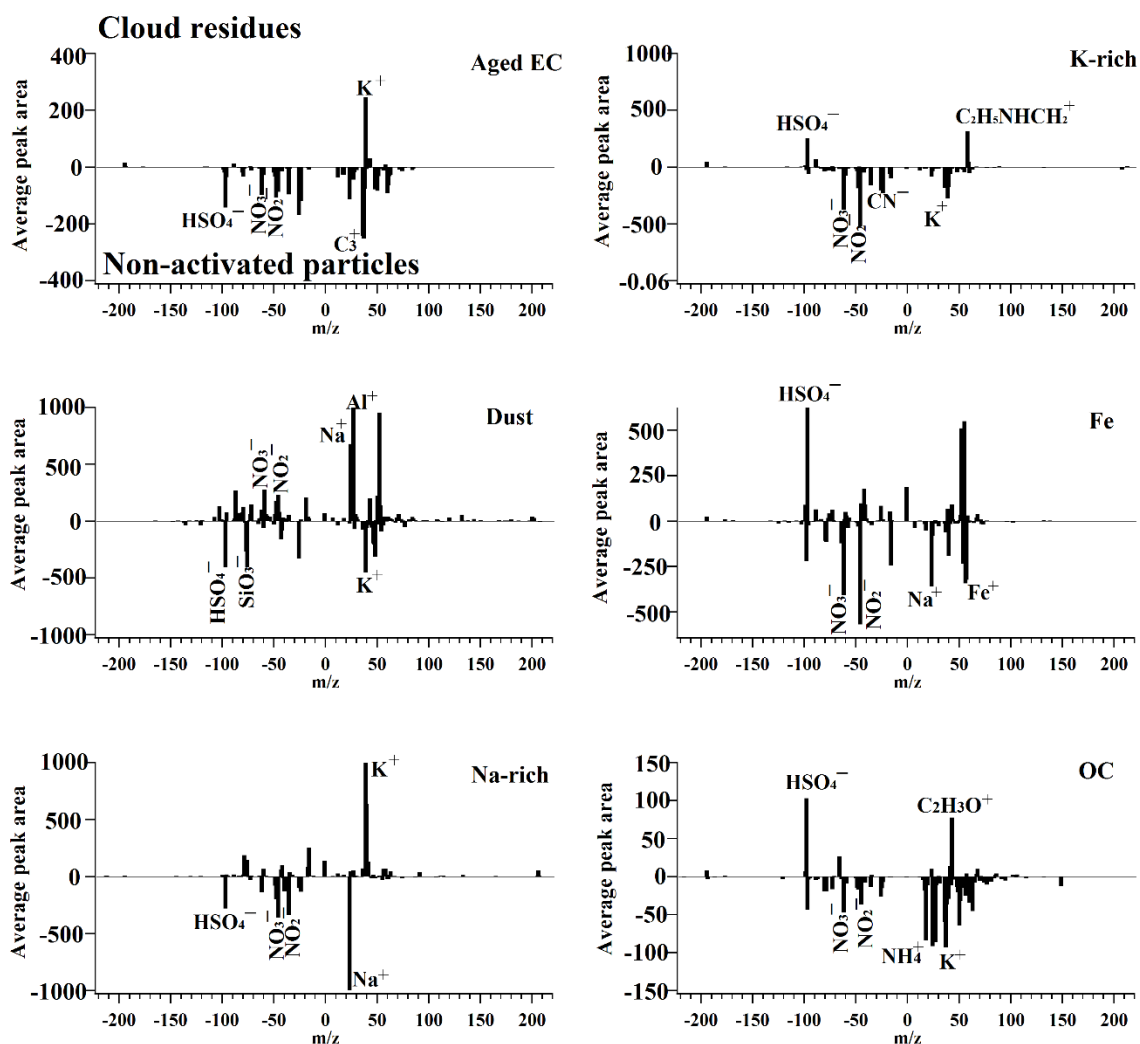 Cloud residues
Aged EC
Average peak area
400
200
0
-200
-400
K⁺
HSO₄⁻
NO₃⁻
NO₂⁻
C₃⁺
Non-activated particles
-200 -150 -100 -50 0 50 100 150 200
m/z
K-rich
Average peak area
1000
500
0
-500
-0.06
HSO₄⁻
C₂H₅NHCH₂⁺
NO₃⁻
NO₂⁻
CN⁻
K⁺
-200 -150 -100 -50 0 50 100 150 200
m/z
Dust
Average peak area
1000
500
0
-500
-1000
Al⁺
Na⁺
NO₃⁻
NO₂⁻
HSO₄⁻
SiO₃⁻
K⁺
-200 -150 -100 -50 0 50 100 150 200
m/z
HSO₄⁻
Fe
Average peak area
500
250
0
-250
-500
NO₃⁻
NO₂⁻
Na⁺
Fe⁺
-200 -150 -100 -50 0 50 100 150 200
m/z
Na-rich
Average peak area
1000
500
0
-500
-1000
K⁺
HSO₄⁻
NO₃⁻
NO₂⁻
Na⁺
-200 -150 -100 -50 0 50 100 150 200
m/z
OC
Average peak area
150
100
50
0
-50
-100
-150
HSO₄⁻
C₂H₃O⁺
NO₃⁻
NO₂⁻
NH₄⁺
K⁺
-200 -150 -100 -50 0 50 100 150 200
m/z